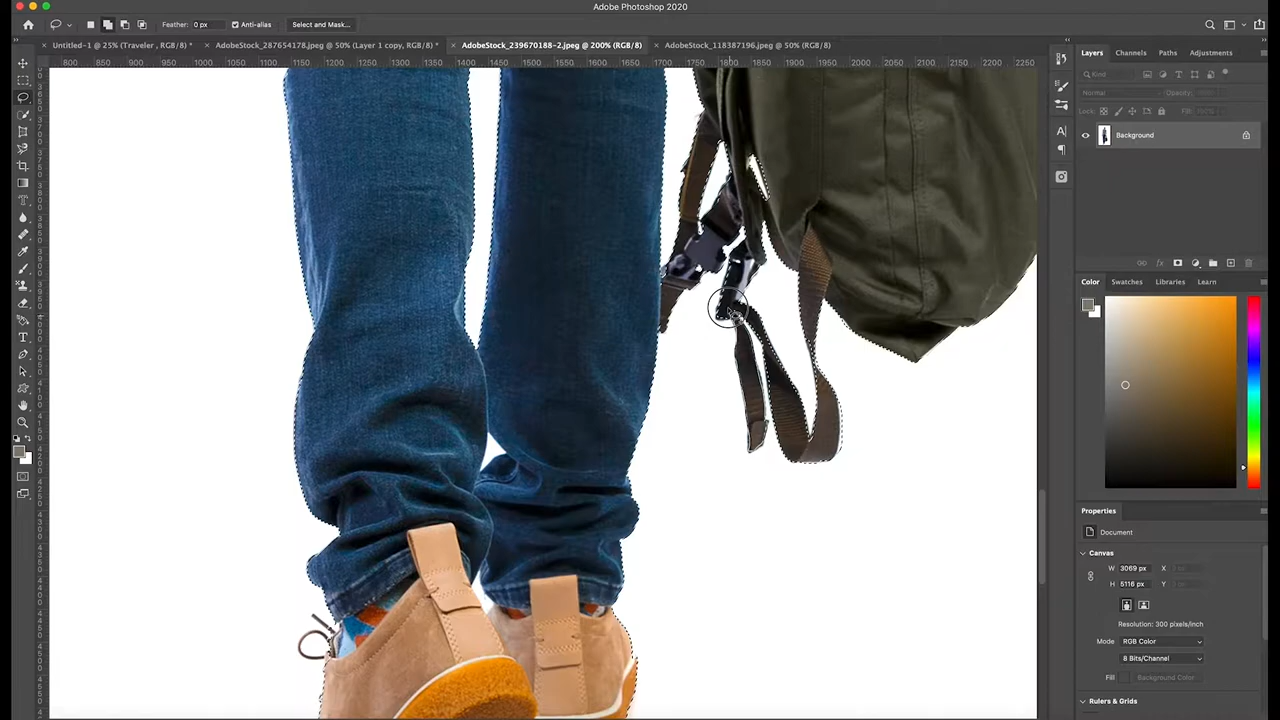 Adobe Photoshop 2020
Feather: 0 px Anti-alias Select and Mask...
Untitled-1 @ 25% (Traveler , RGB/8) * AdobeStock_287654178.jpeg @ 50% (Layer 1 copy, RGB/8) * AdobeStock_239670188-2.jpeg @ 200% (RGB/8) AdobeStock_118387196.jpeg @ 50% (RGB/8)
800 850 900 950 1000 1050 1100 1150 1200 1250 1300 1350 1400 1450 1500 1550 1600 1650 1700 1750 1800 1850 1900 1950 2000 2050 2100 2150 2200 2250
Layers Channels Paths Adjustments
Kind
Normal Opacity:
Lock: Fill:
Background
Color Swatches Libraries Learn
Properties
Document
Canvas
W 3069 px X
H 5116 px Y
Resolution: 300 pixels/inch
Mode RGB Color
8 Bits/Channel
Fill Background Color
Rulers & Grids